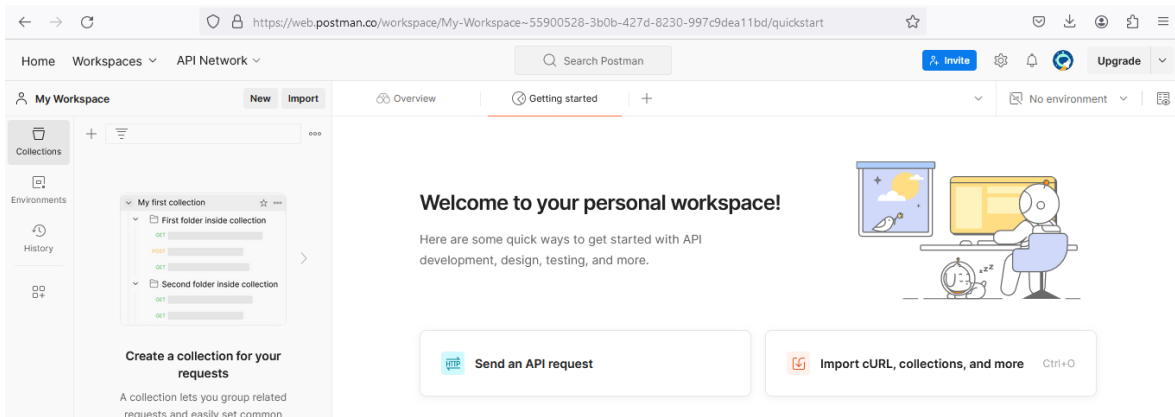 https://web.postman.co/workspace/My-Workspace~55900528-3b0b-427d-8230-997c9dea11bd/quickstart
Home Workspaces API Network Search Postman Invite Upgrade
My Workspace New Import Overview Getting started No environment
Collections
Environments
History
My first collection
First folder inside collection
GET
POST
GET
Second folder inside collection
GET
GET
Create a collection for your
requests
A collection lets you group related
requests and easily set common
Welcome to your personal workspace!
Here are some quick ways to get started with API
development, design, testing, and more.
zzZ
HTTP Send an API request
Import cURL, collections, and more Ctrl+O